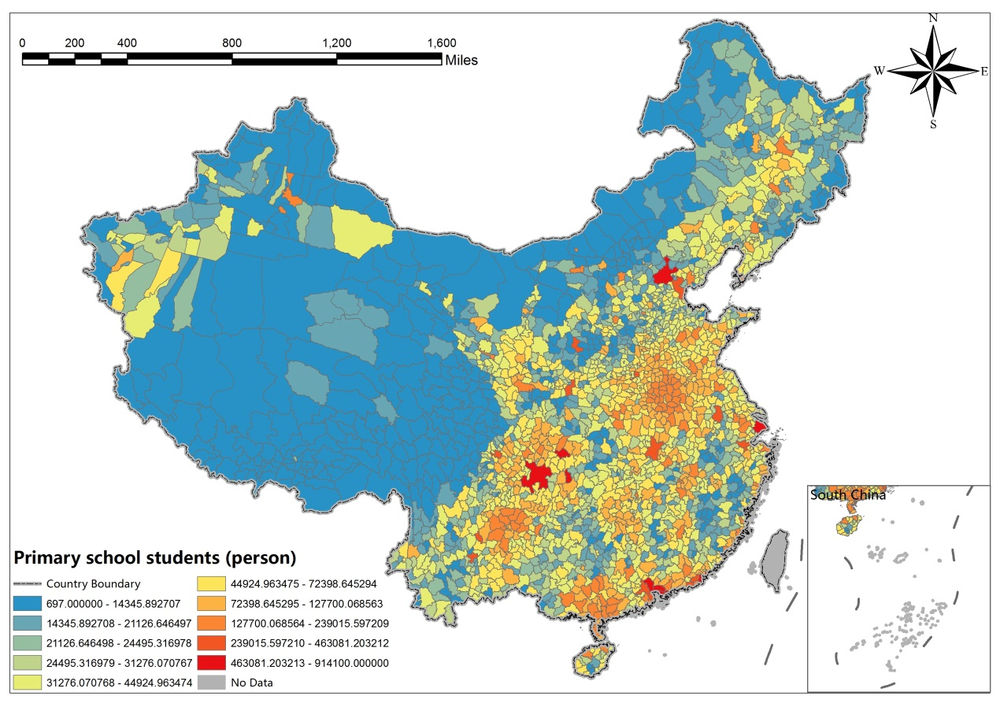 0 200 400 800 1,200 1,600
Miles
N
W E
S
South China
Primary school students (person)
Country Boundary
697.000000 - 14345.892707
14345.892708 - 21126.646497
21126.646498 - 24495.316978
24495.316979 - 31276.070767
31276.070768 - 44924.963474
44924.963475 - 72398.645294
72398.645295 - 127700.068563
127700.068564 - 239015.597209
239015.597210 - 463081.203212
463081.203213 - 914100.000000
No Data